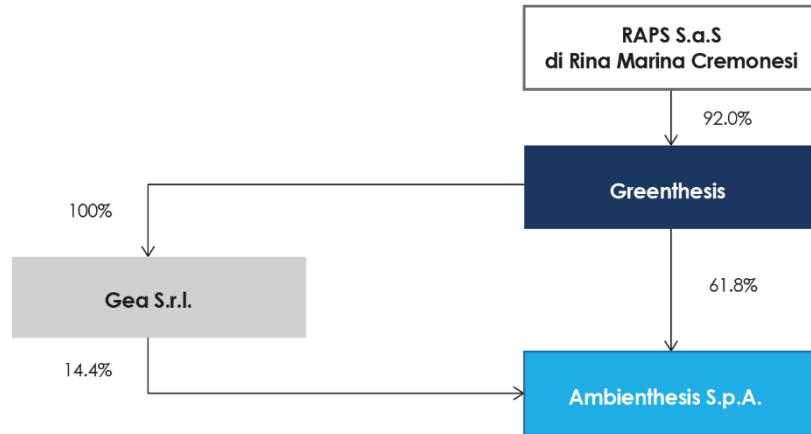 RAPS S.a.S
di Rina Marina Cremonesi
92.0%
Greenthesis
100%
Gea S.r.l.
61.8%
14.4%
Ambienthesis S.p.A.